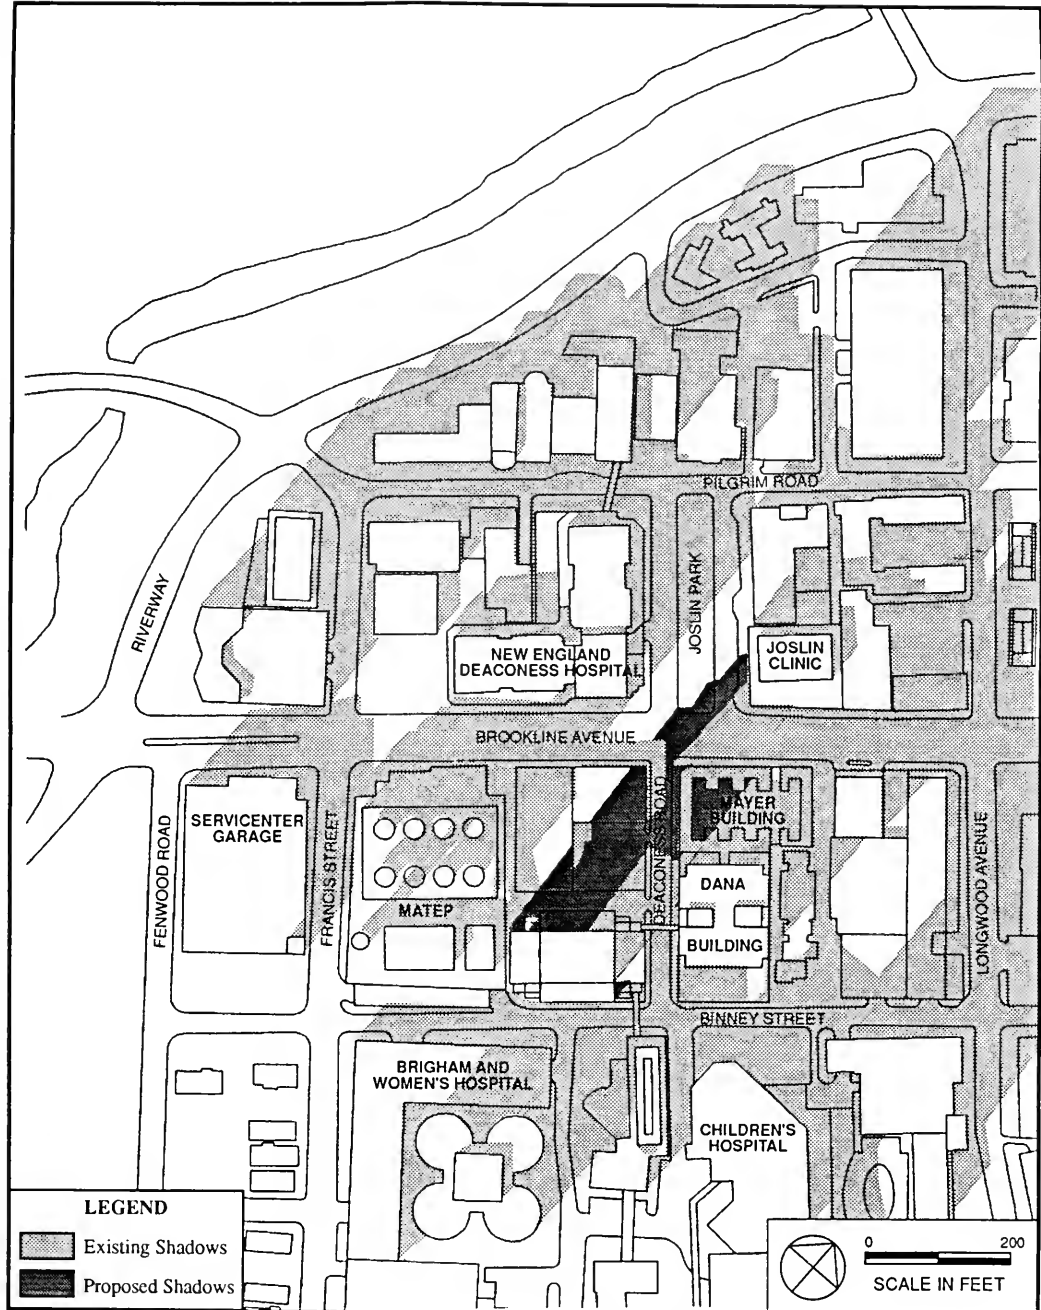 PILGRIM ROAD
RIVERWAY
JOSLIN PARK
NEW ENGLAND
DEACONESS HOSPITAL
JOSLIN
CLINIC
BROOKLINE AVENUE
FENWOOD ROAD
SERVICENTER
GARAGE
FRANCIS STREET
MATEP
DEACONESS ROAD
MAYER
BUILDING
DANA
BUILDING
LONGWOOD AVENUE
BINNEY STREET
BRIGHAM AND
WOMEN'S HOSPITAL
CHILDREN'S
HOSPITAL
LEGEND
Existing Shadows
Proposed Shadows
0 200
SCALE IN FEET